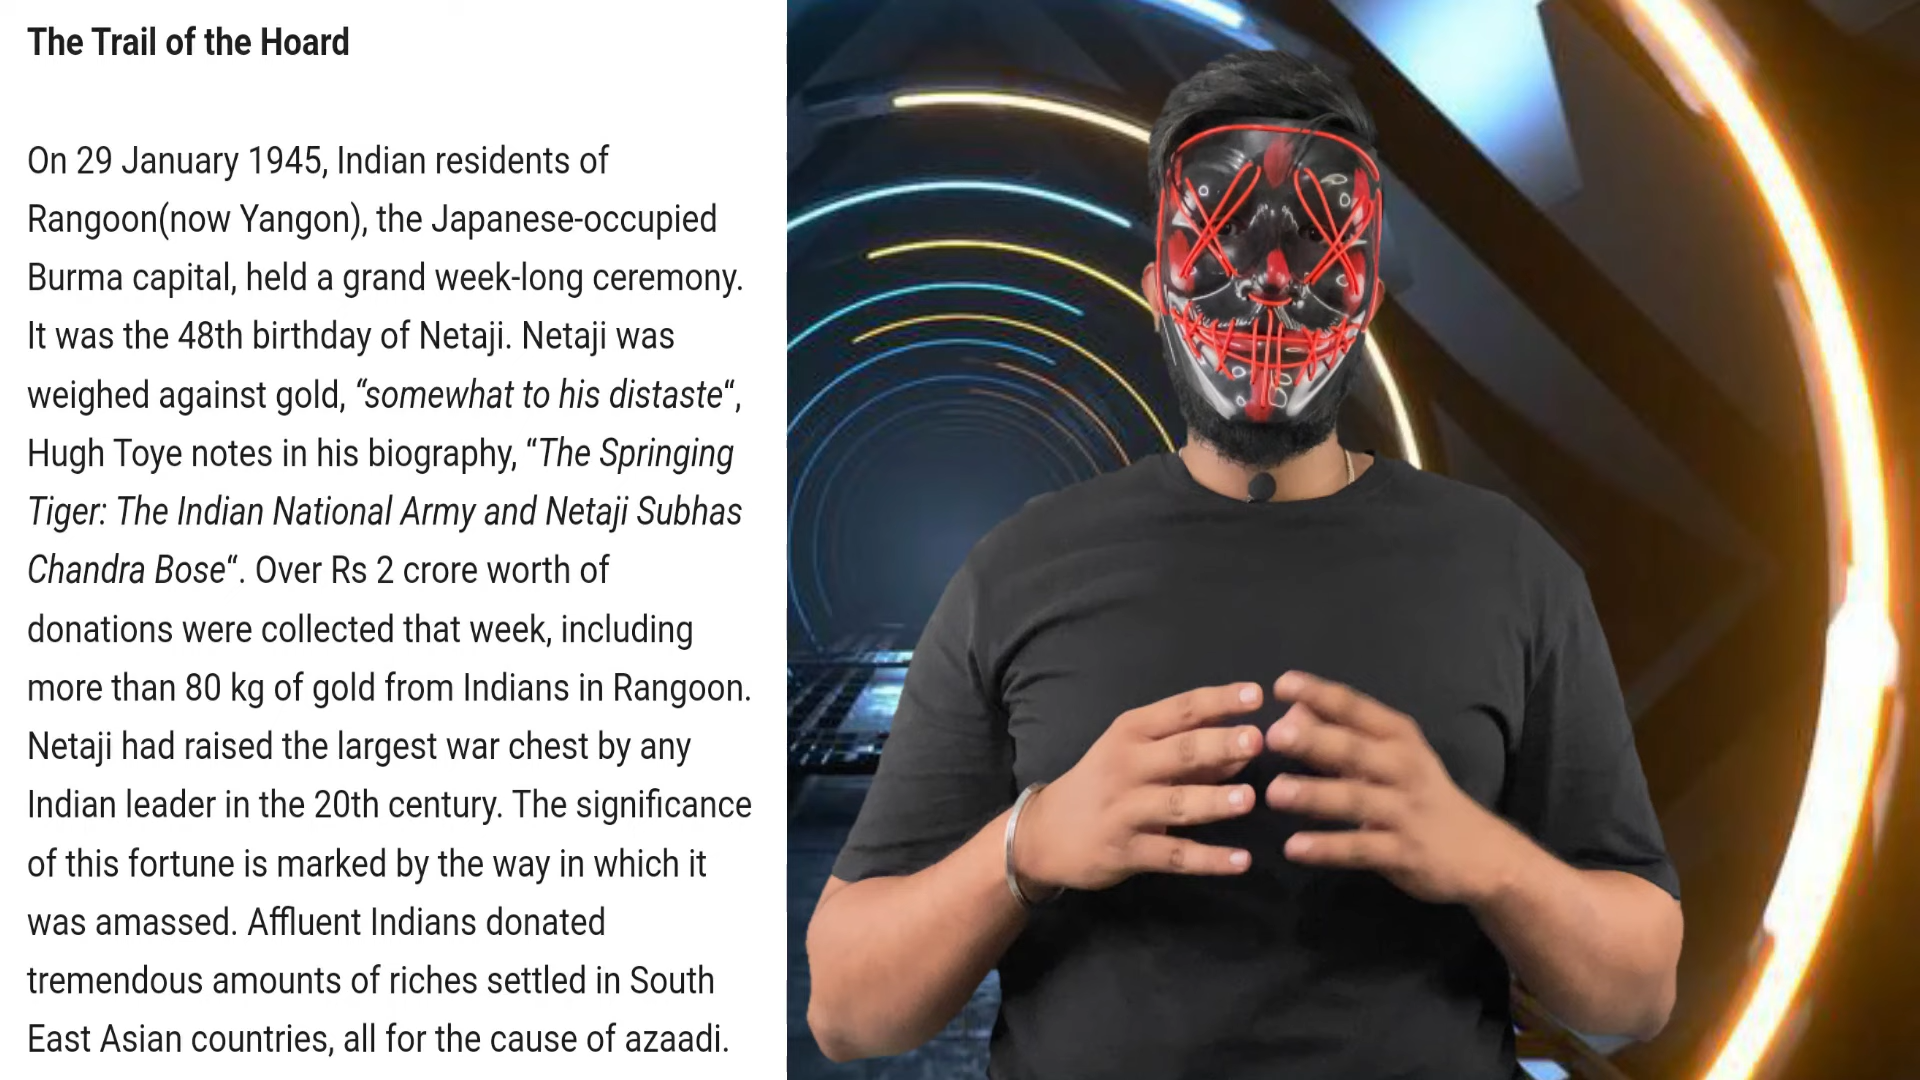 The Trail of the Hoard
On 29 January 1945, Indian residents of
Rangoon(now Yangon), the Japanese-occupied
Burma capital, held a grand week-long ceremony.
It was the 48th birthday of Netaji. Netaji was
weighed against gold, “somewhat to his distaste“,
Hugh Toye notes in his biography, “The Springing
Tiger: The Indian National Army and Netaji Subhas
Chandra Bose“. Over Rs 2 crore worth of
donations were collected that week, including
more than 80 kg of gold from Indians in Rangoon.
Netaji had raised the largest war chest by any
Indian leader in the 20th century. The significance
of this fortune is marked by the way in which it
was amassed. Affluent Indians donated
tremendous amounts of riches settled in South
East Asian countries, all for the cause of azaadi.